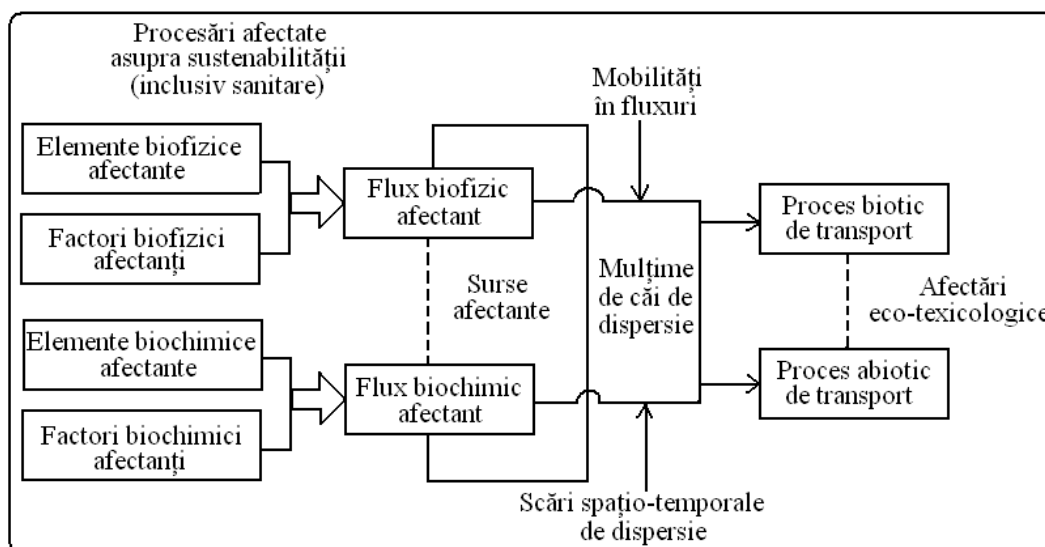 Procesări afectate
asupra sustenabilității
(inclusiv sanitare)
Mobilități
în fluxuri
Elemente biofizice
afectante
Factori biofizici
afectanți
Flux biofizic
afectant
Surse
afectante
Elemente biochimice
afectante
Factori biochimici
afectanți
Flux biochimic
afectant
Mulțime
de căi de
dispersie
Scări spațio-temporale
de dispersie
Proces biotic
de transport
Afectări
eco-texicologice
Proces abiotic
de transport